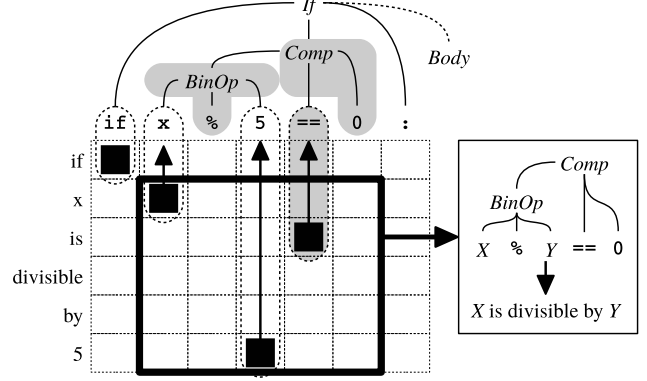 If
Comp
Body
BinOp
if x % 5 == 0 :
if
x
is
divisible
by
5
Comp
BinOp
X % Y == 0
X is divisible by Y